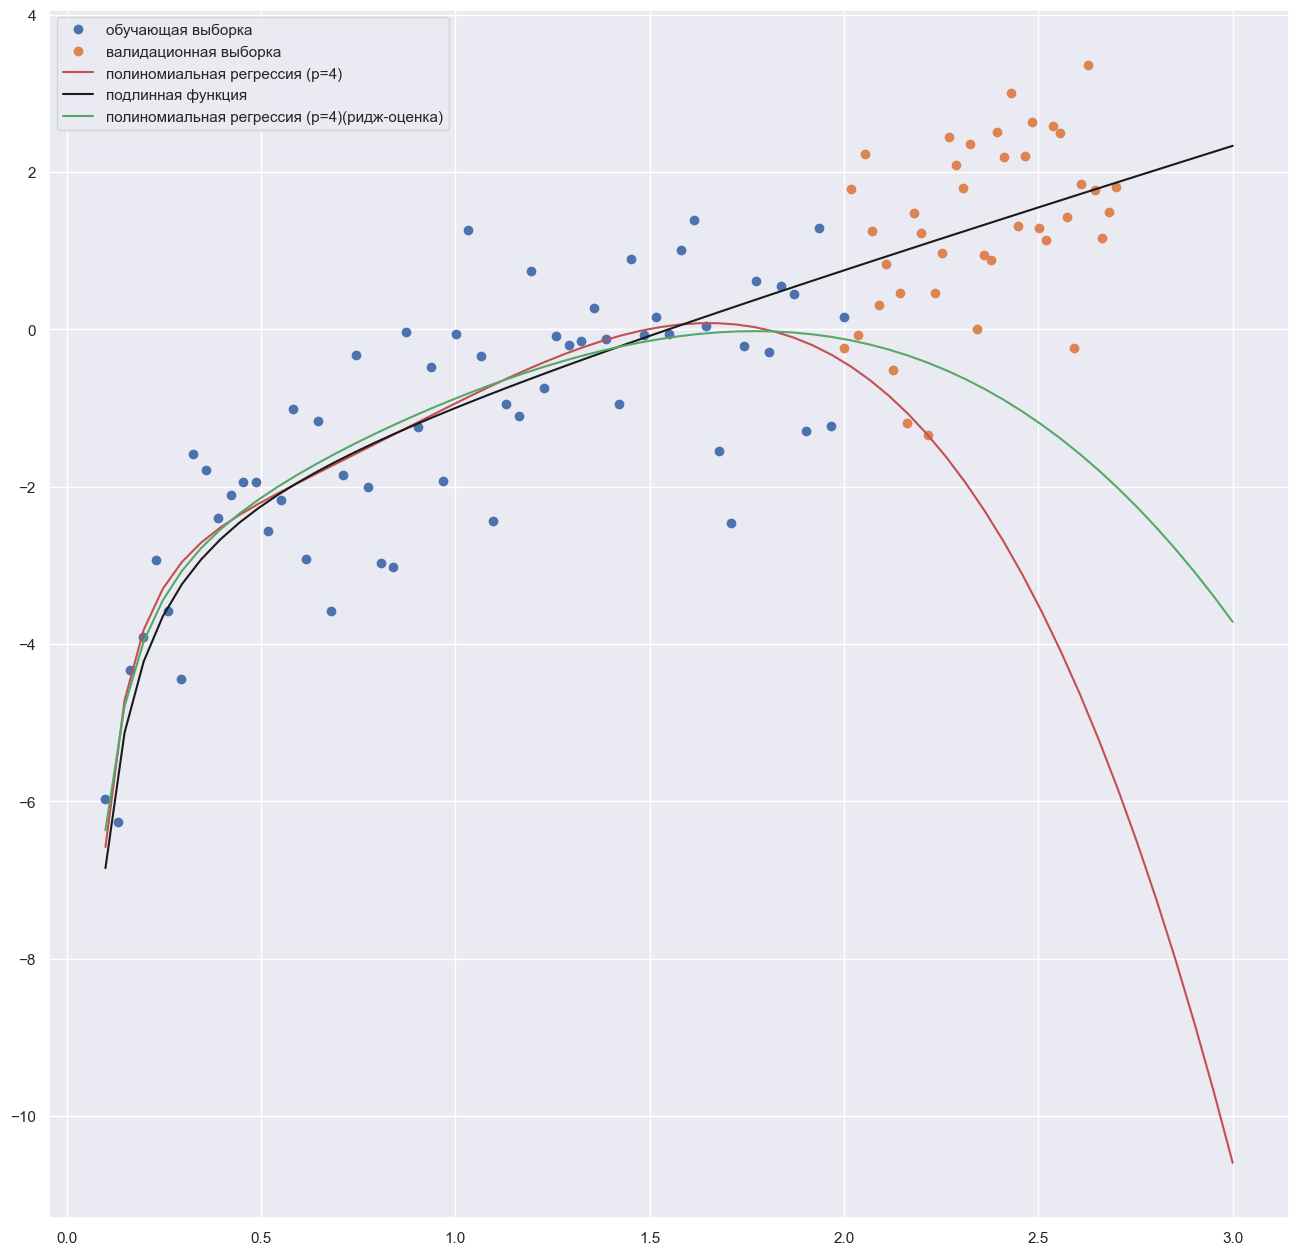 обучающая выборка
валидационная выборка
полиномиальная регрессия (p=4)
подлинная функция
полиномиальная регрессия (p=4)(ридж-оценка)
4
2
0
−2
−4
−6
−8
−10
0.0 0.5 1.0 1.5 2.0 2.5 3.0